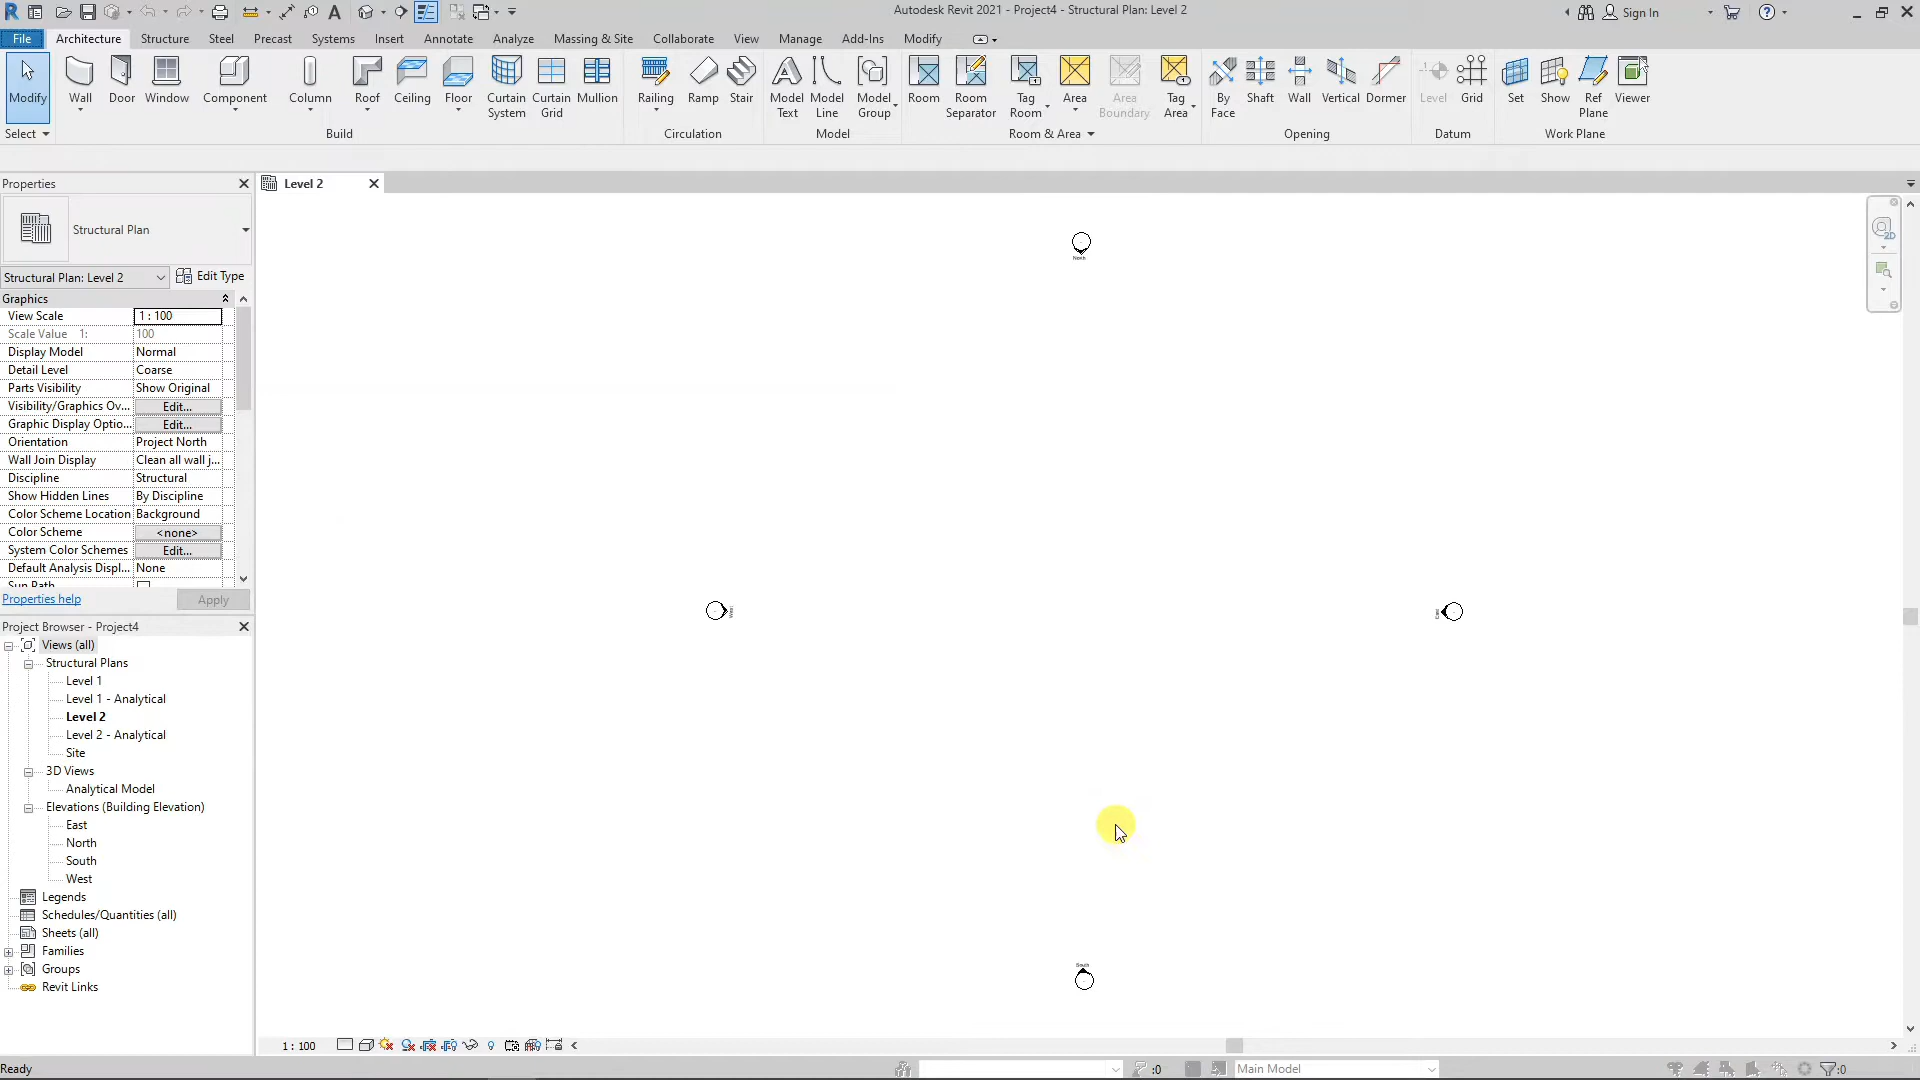 Autodesk Revit 2021 - Project4 - Structural Plan: Level 2
Sign In
File Architecture Structure Steel Precast Systems Insert Annotate Analyze Massing & Site Collaborate View Manage Add-Ins Modify
Modify Wall Door Window Component Column Roof Ceiling Floor Curtain System Curtain Grid Mullion Railing Ramp Stair Model Text Model Line Model Group Room Room Separator Tag Room Area Area Boundary Tag Area By Face Shaft Wall Vertical Dormer Level Grid Set Show Ref Plane Viewer
Select Build Circulation Model Room & Area Opening Datum Work Plane
Properties
Level 2
Structural Plan
Structural Plan: Level 2 Edit Type
Graphics
View Scale 1 : 100
Scale Value 1: 100
Display Model Normal
Detail Level Coarse
Parts Visibility Show Original
Visibility/Graphics Ov... Edit...
Graphic Display Optio... Edit...
Orientation Project North
Wall Join Display Clean all wall j...
Discipline Structural
Show Hidden Lines By Discipline
Color Scheme Location Background
Color Scheme <none>
System Color Schemes Edit...
Default Analysis Displ... None
Sun Path
Properties help Apply
Project Browser - Project4
Views (all)
Structural Plans
Level 1
Level 1 - Analytical
Level 2
Level 2 - Analytical
Site
3D Views
Analytical Model
Elevations (Building Elevation)
East
North
South
West
Legends
Schedules/Quantities (all)
Sheets (all)
Families
Groups
Revit Links
North
West
East
South
2D
1 : 100
Ready
:0
Main Model
:0